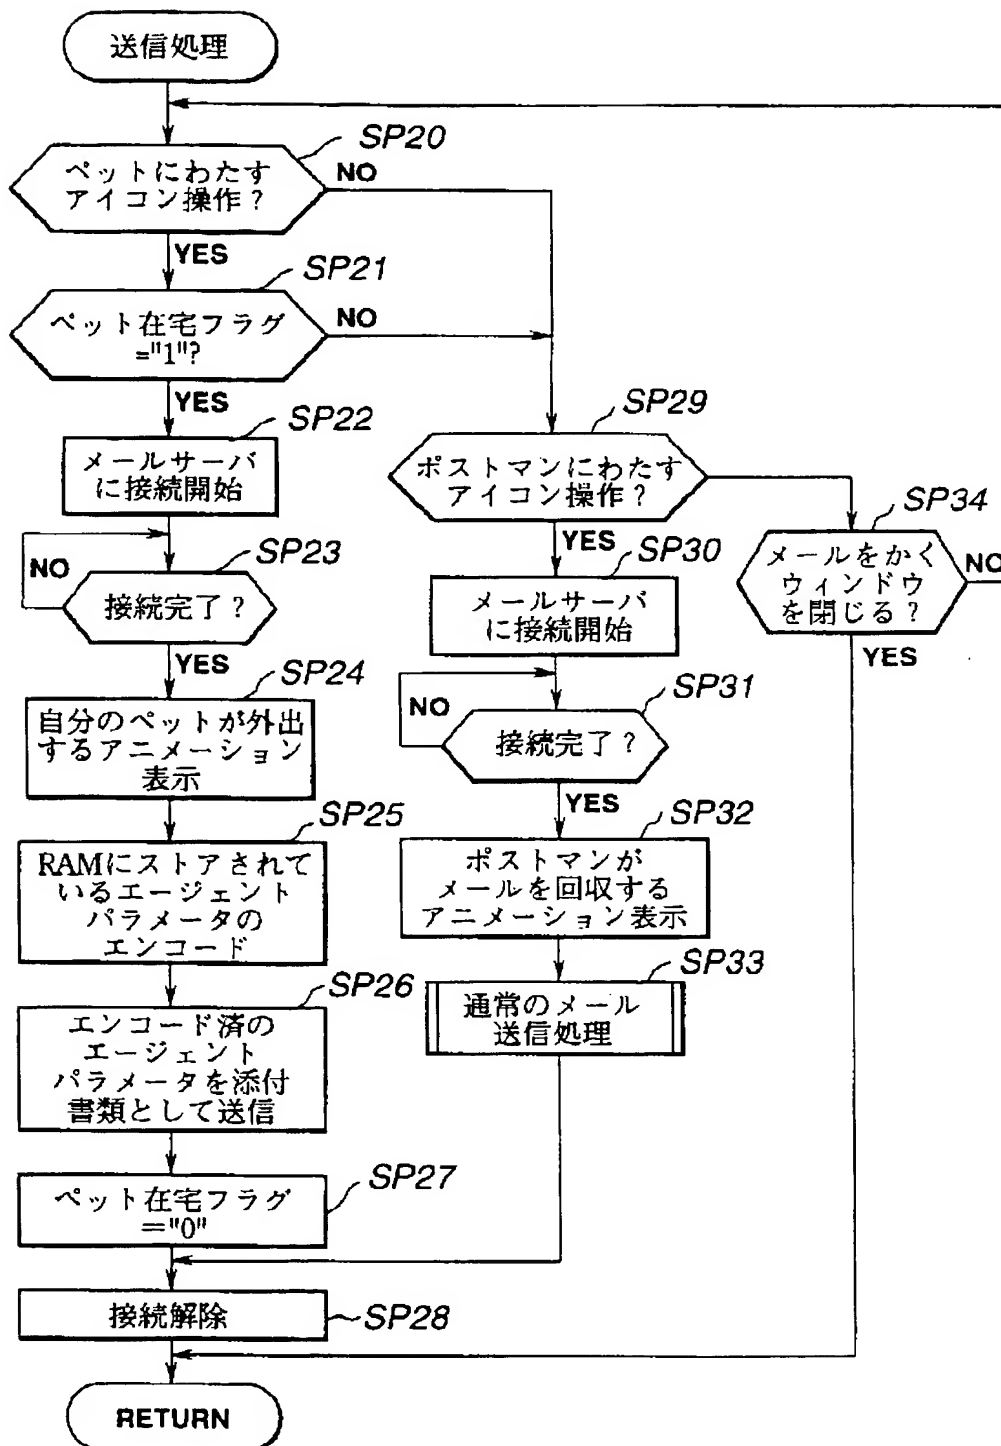 送信処理
SP20
ペットにわたす
アイコン操作?
NO
YES
SP21
ペット在宅フラグ
="1"?
NO
YES
SP22
メールサーバ
に接続開始
SP23
NO
接続完了?
YES
SP24
自分のペットが外出
するアニメーション
表示
SP25
RAMにストアされて
いるエージェント
パラメータの
エンコード
SP26
エンコード済の
エージェント
パラメータを添付
書類として送信
SP27
ペット在宅フラグ
="0"
接続解除
SP28
RETURN
SP29
ポストマンにわたす
アイコン操作?
YES
SP30
メールサーバ
に接続開始
SP31
NO
接続完了?
YES
SP32
ポストマンが
メールを回収する
アニメーション表示
SP33
通常のメール
送信処理
SP34
メールをかく
ウィンドウ
を閉じる?
NO
YES